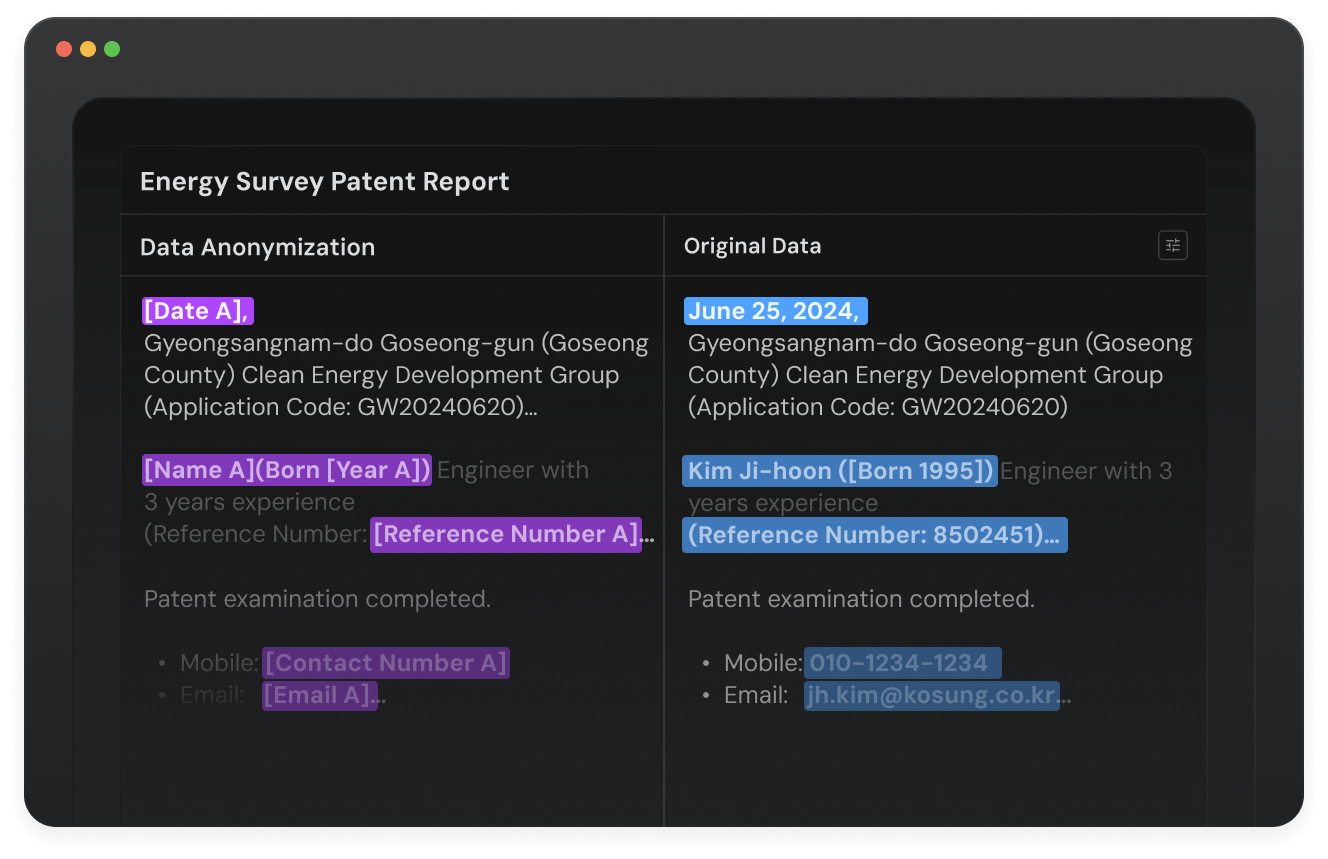 Energy Survey Patent Report
Data Anonymization
[Date A],
Gyeongsangnam-do Goseong-gun (Goseong
County) Clean Energy Development Group
(Application Code: GW20240620)...
[Name A](Born [Year A]) Engineer with
3 years experience
(Reference Number: [Reference Number A]...
Patent examination completed.
• Mobile: [Contact Number A]
• Email: [Email A]...
Original Data
June 25, 2024,
Gyeongsangnam-do Goseong-gun (Goseong
County) Clean Energy Development Group
(Application Code: GW20240620)
Kim Ji-hoon ([Born 1995]) Engineer with 3
years experience
(Reference Number: 8502451)...
Patent examination completed.
• Mobile: 010-1234-1234
• Email: jh.kim@kosung.co.kr...